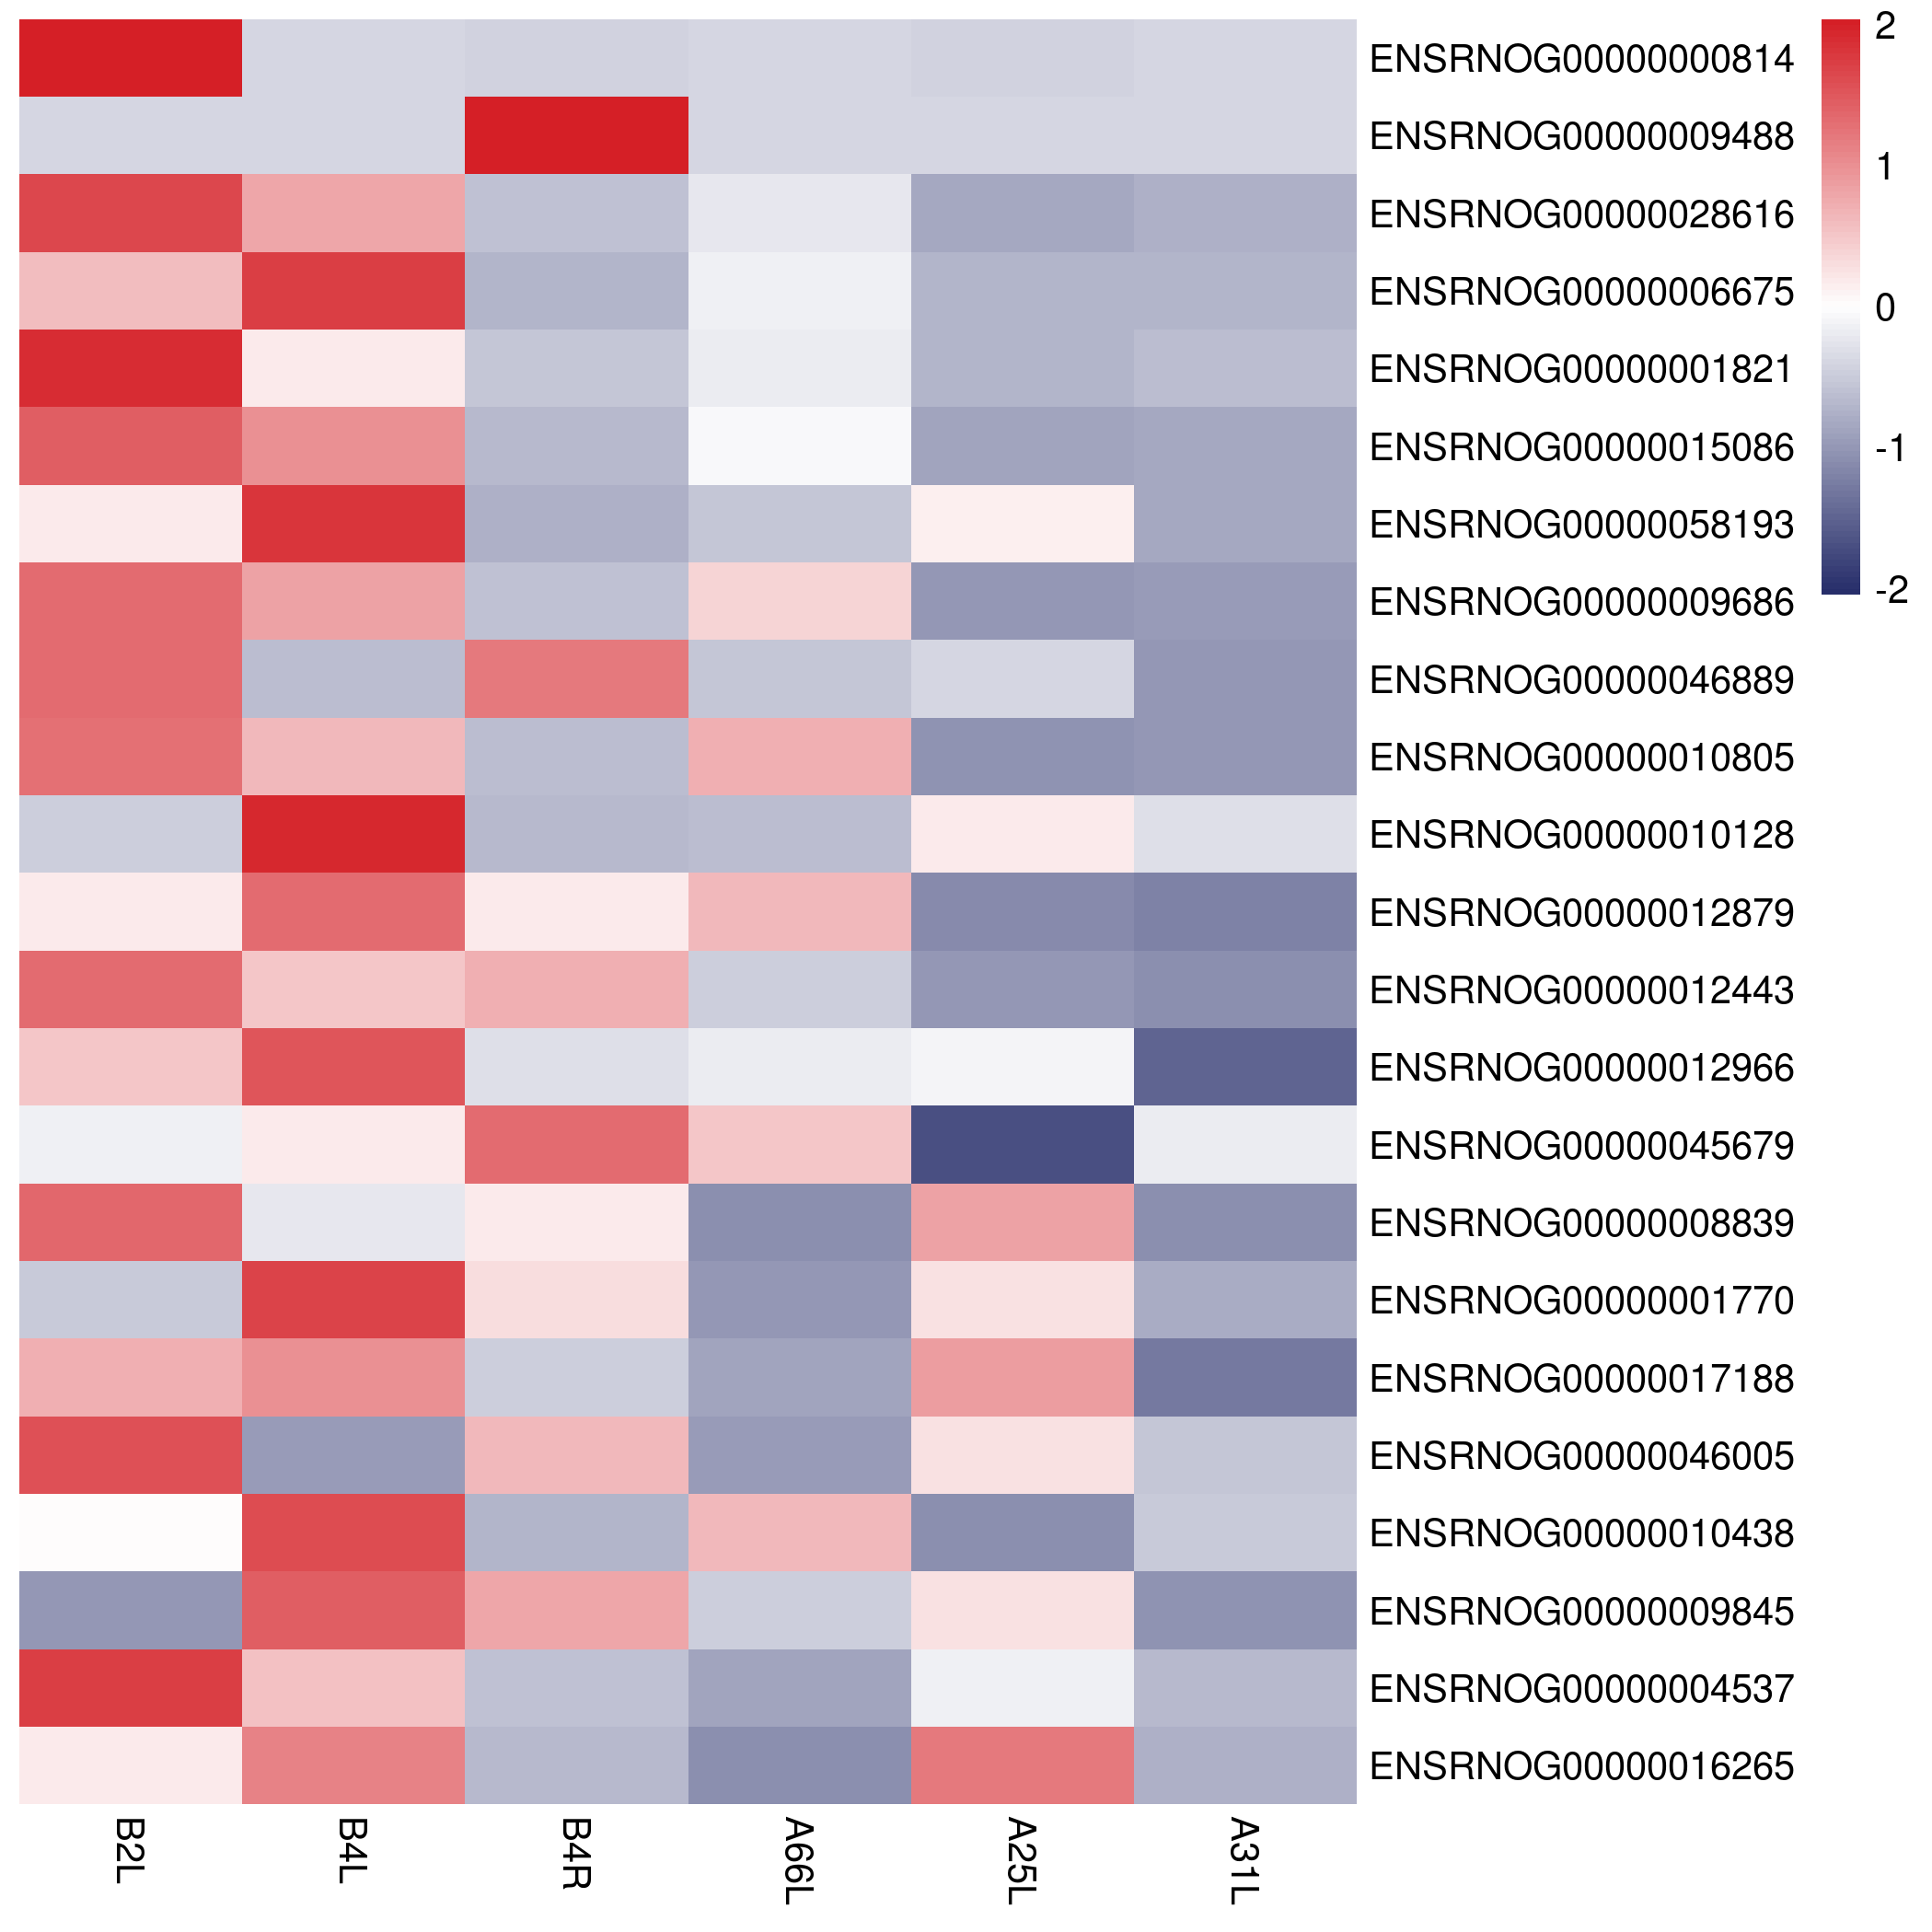 ENSRNOG00000000814
ENSRNOG00000009488
ENSRNOG00000028616
ENSRNOG00000006675
ENSRNOG00000001821
ENSRNOG00000015086
ENSRNOG00000058193
ENSRNOG00000009686
ENSRNOG00000046889
ENSRNOG00000010805
ENSRNOG00000010128
ENSRNOG00000012879
ENSRNOG00000012443
ENSRNOG00000012966
ENSRNOG00000045679
ENSRNOG00000008839
ENSRNOG00000001770
ENSRNOG00000017188
ENSRNOG00000046005
ENSRNOG00000010438
ENSRNOG00000009845
ENSRNOG00000004537
ENSRNOG00000016265
2
1
0
-1
-2
B2L
B4L
B4R
A66L
A25L
A31L